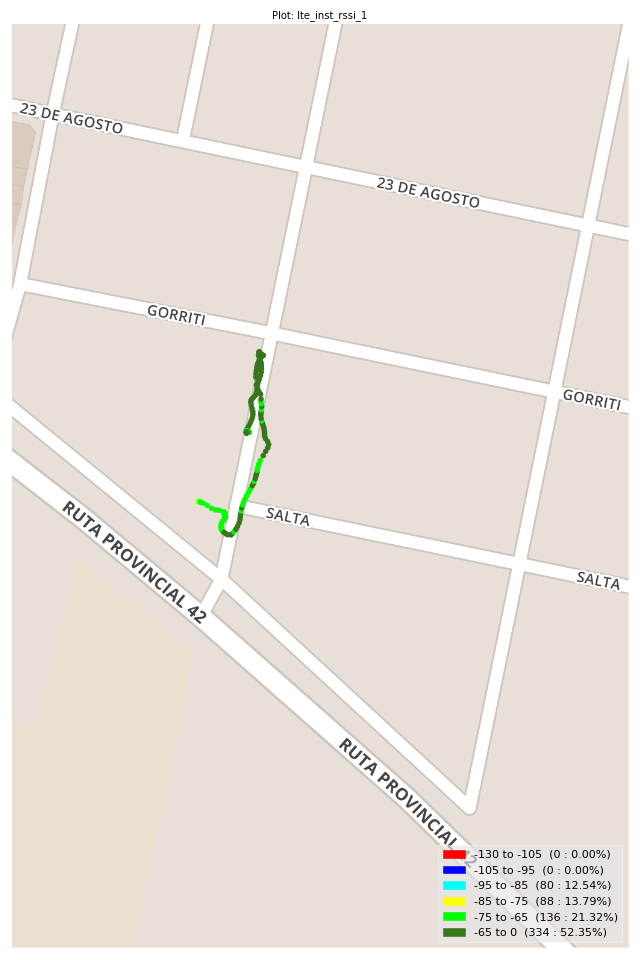 Plot: lte_inst_rssi_1
23 DE AGOSTO
23 DE AGOSTO
GORRITI
GORRITI
SALTA
SALTA
RUTA PROVINCIAL 42
RUTA PROVINCIAL 42
-130 to -105 (0 : 0.00%)
-105 to -95 (0 : 0.00%)
-95 to -85 (80 : 12.54%)
-85 to -75 (88 : 13.79%)
-75 to -65 (136 : 21.32%)
-65 to 0 (334 : 52.35%)